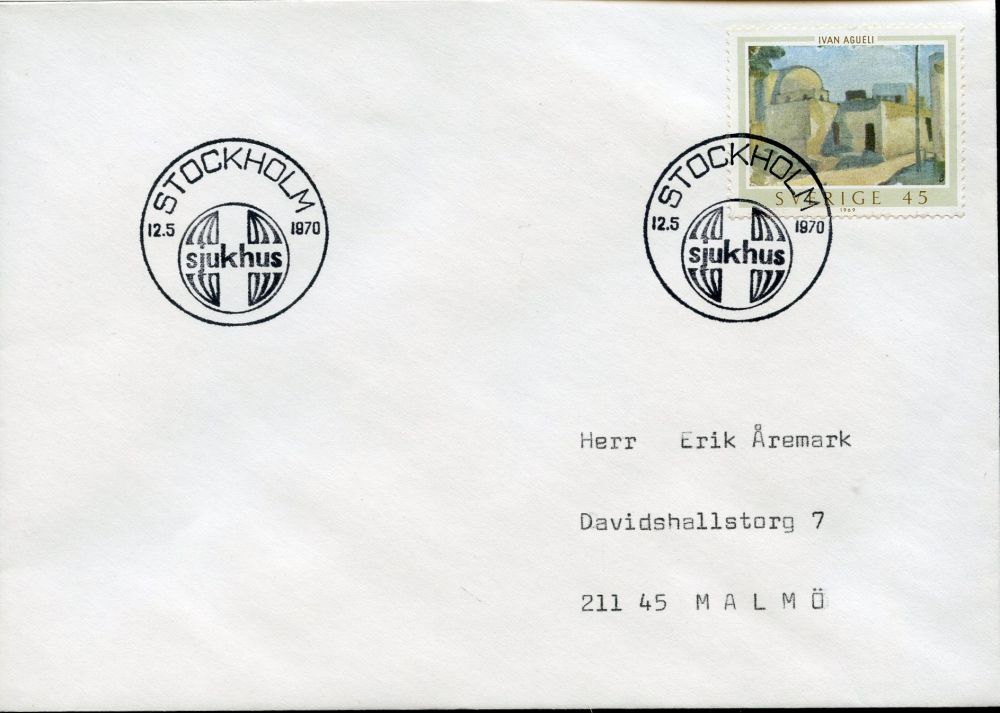 IVAN AGUELI
SVERIGE 45
1969
STOCKHOLM
12.5 1970
sjukhus
STOCKHOLM
12.5 1970
sjukhus
Herr Erik Åremark
Davidshallstorg 7
211 45 M A L M Ö